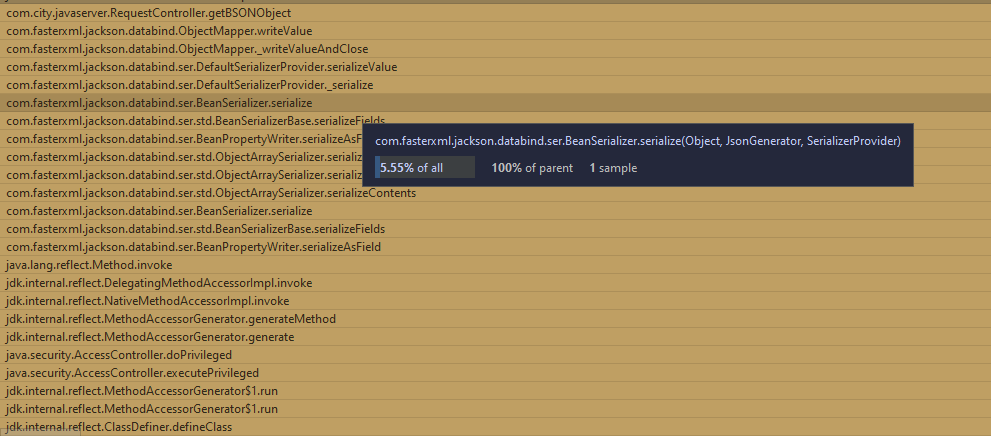 com.city.javaserver.RequestController.getBSONObject
com.fasterxml.jackson.databind.ObjectMapper.writeValue
com.fasterxml.jackson.databind.ObjectMapper._writeValueAndClose
com.fasterxml.jackson.databind.ser.DefaultSerializerProvider.serializeValue
com.fasterxml.jackson.databind.ser.DefaultSerializerProvider._serialize
com.fasterxml.jackson.databind.ser.BeanSerializer.serialize
com.fasterxml.jackson.databind.ser.std.BeanSerializerBase.serializeFields
com.fasterxml.jackson.databind.ser.BeanPropertyWriter.serializeAsFi
com.fasterxml.jackson.databind.ser.std.ObjectArraySerializer.serializ
com.fasterxml.jackson.databind.ser.std.ObjectArraySerializer.serializ
com.fasterxml.jackson.databind.ser.std.ObjectArraySerializer.serializeContents
com.fasterxml.jackson.databind.ser.BeanSerializer.serialize
com.fasterxml.jackson.databind.ser.std.BeanSerializerBase.serializeFields
com.fasterxml.jackson.databind.ser.BeanPropertyWriter.serializeAsField
java.lang.reflect.Method.invoke
jdk.internal.reflect.DelegatingMethodAccessorImpl.invoke
jdk.internal.reflect.NativeMethodAccessorImpl.invoke
jdk.internal.reflect.MethodAccessorGenerator.generateMethod
jdk.internal.reflect.MethodAccessorGenerator.generate
java.security.AccessController.doPrivileged
java.security.AccessController.executePrivileged
jdk.internal.reflect.MethodAccessorGenerator$1.run
jdk.internal.reflect.MethodAccessorGenerator$1.run
jdk.internal.reflect.ClassDefiner.defineClass
com.fasterxml.jackson.databind.ser.BeanSerializer.serialize(Object, JsonGenerator, SerializerProvider)
5.55% of all 100% of parent 1 sample